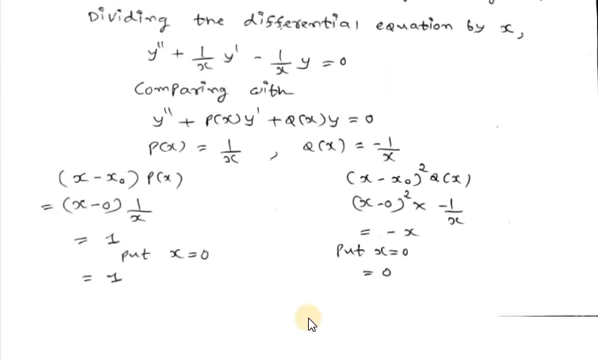 Dividing the differential equation by x,
y'' + 1/x y' - 1/x y = 0
Comparing with
y'' + P(x)y' + Q(x)y = 0
P(x) = 1/x , Q(x) = -1/x
(x - x₀) P(x)
= (x - 0) 1/x
= 1
put x = 0
= 1
(x - x₀)² Q(x)
(x - 0)² x -1/x
= - x
Put x = 0
= 0